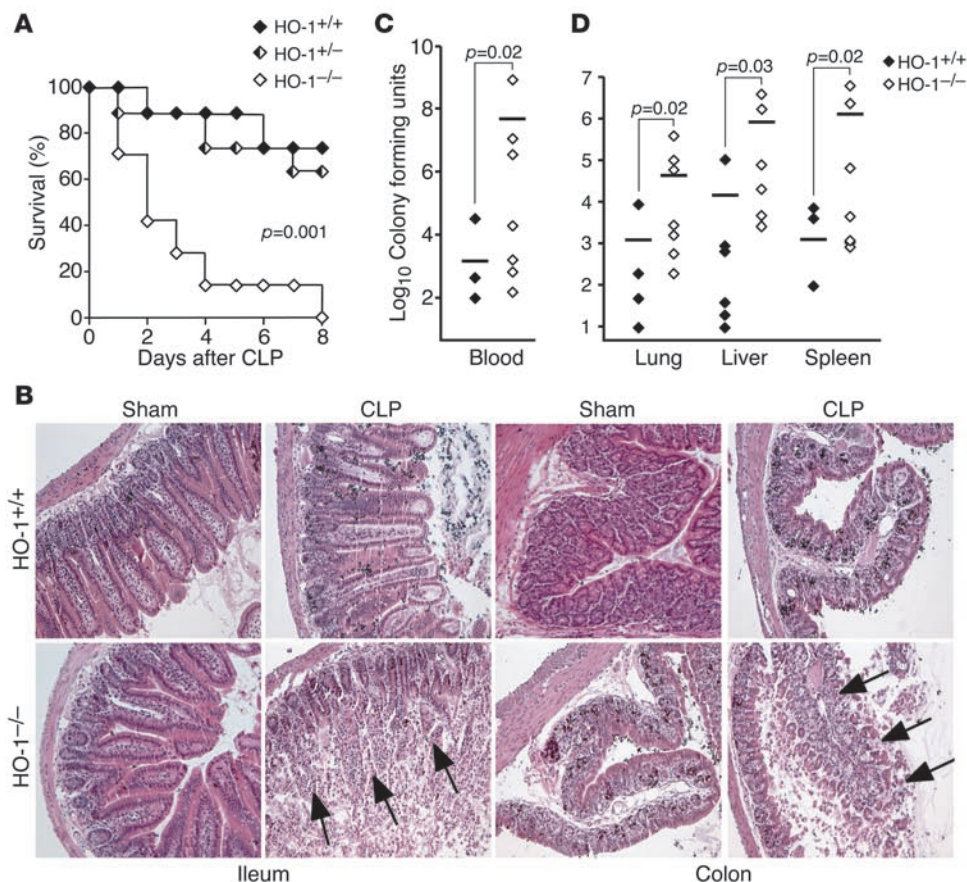 A
HO-1+/+
HO-1+/–
HO-1–/–
100
80
60
40
20
0
Survival (%)
p=0.001
0 2 4 6 8
Days after CLP
C
p=0.02
10
8
6
4
2
Log10 Colony forming units
Blood
D
HO-1+/+
HO-1–/–
p=0.02
p=0.03
p=0.02
7
6
5
4
3
2
1
Lung Liver Spleen
B
Sham CLP Sham CLP
HO-1+/+
HO-1–/–
Ileum Colon